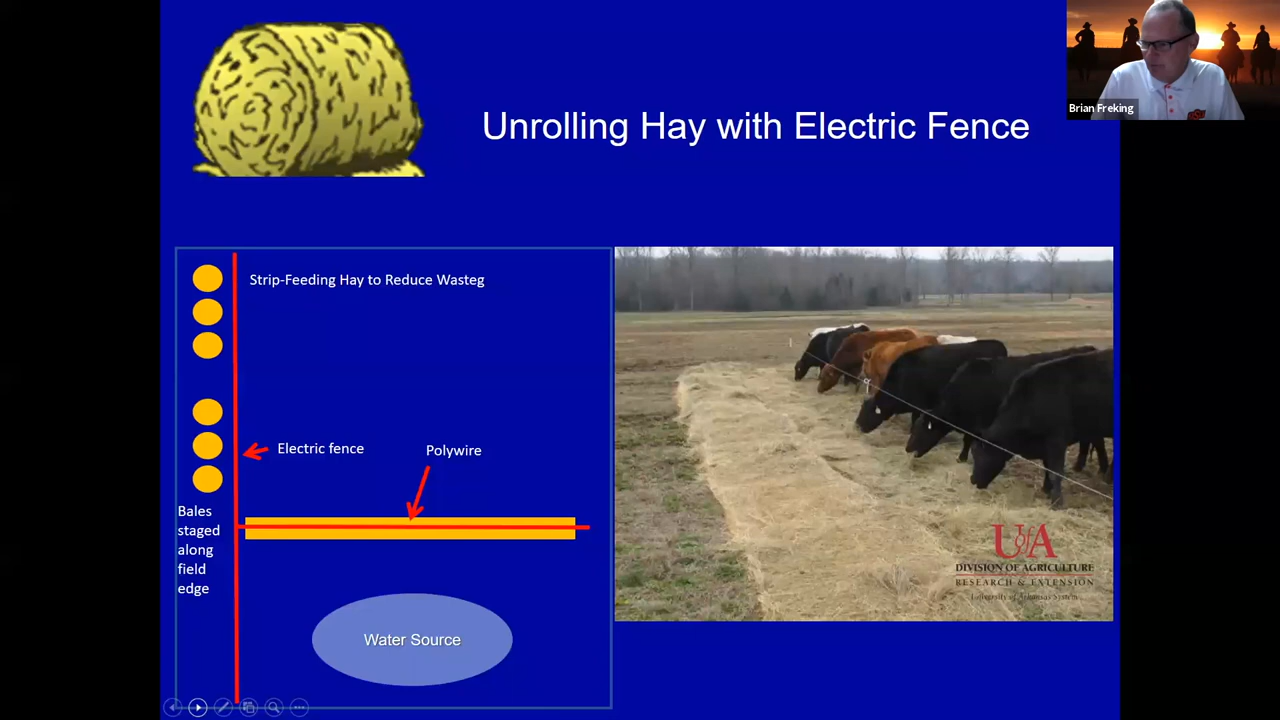 Unrolling Hay with Electric Fence
Brian Freking
Strip-Feeding Hay to Reduce Wasteg
Electric fence
Polywire
Bales
staged
along
field
edge
Water Source
U of A
DIVISION OF AGRICULTURE
RESEARCH & EXTENSION
University of Arkansas System